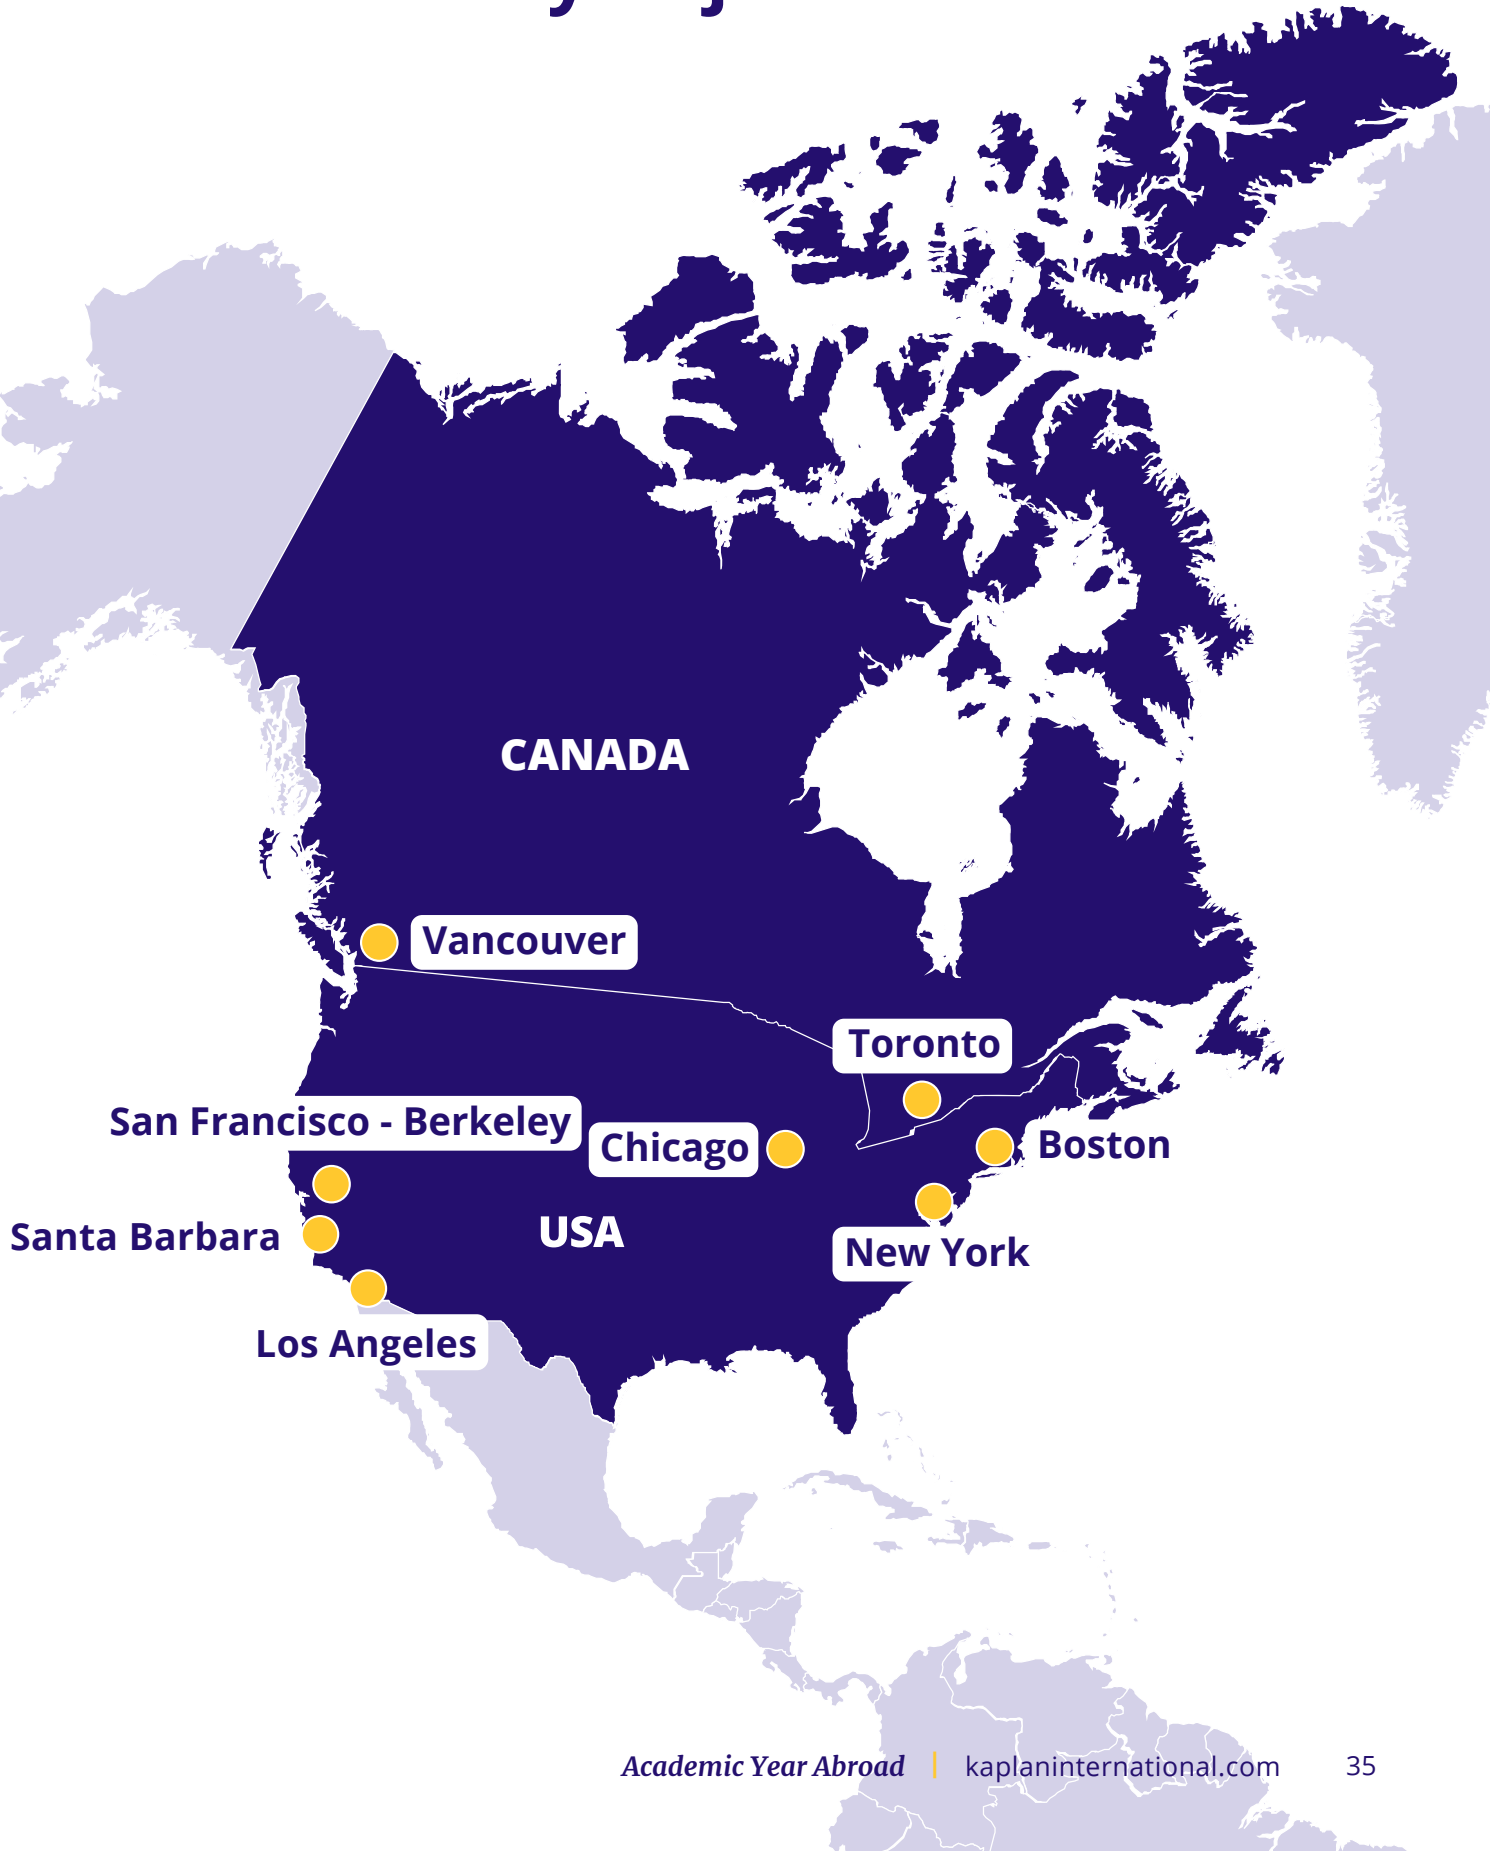 CANADA
Vancouver
Toronto
San Francisco - Berkeley
Chicago
Boston
Santa Barbara
USA
New York
Los Angeles
Academic Year Abroad | kaplaninternational.com 35